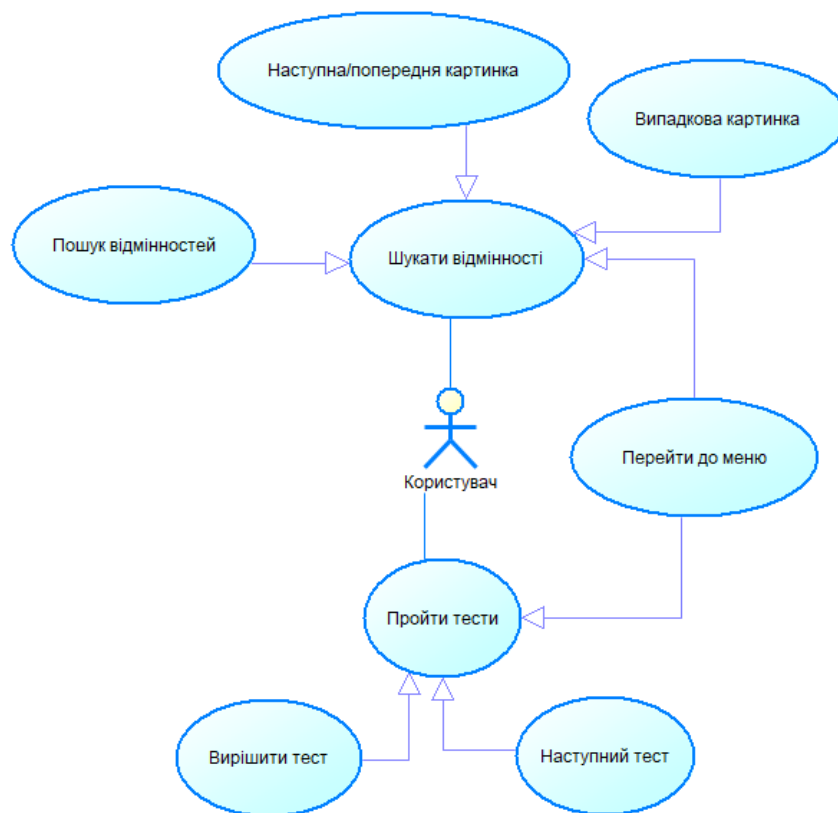 Наступна/попередня картинка
Випадкова картинка
Пошук відмінностей
Шукати відмінності
Перейти до меню
Користувач
Пройти тести
Вирішити тест
Наступний тест